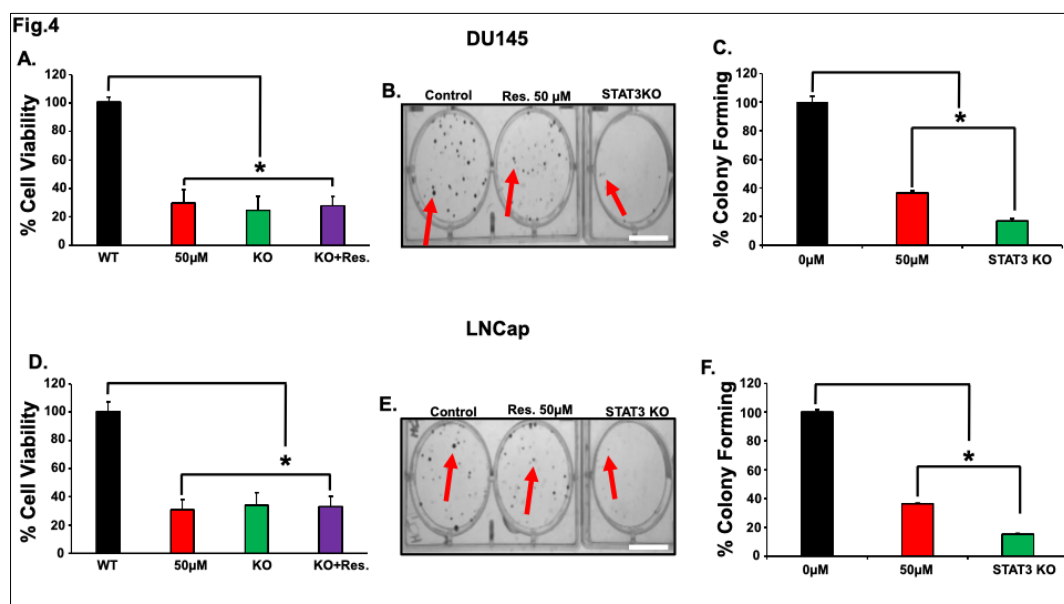 Fig.4
DU145
A.
% Cell Viability
120
100
80
60
40
20
0
*
WT 50µM KO KO+Res.
B.
Control Res. 50 µM STAT3KO
C.
% Colony Forming
120
100
80
60
40
20
0
*
0µM 50µM STAT3 KO
LNCap
D.
% Cell Viability
120
100
80
60
40
20
0
*
WT 50µM KO KO+Res.
E.
Control Res. 50µM STAT3 KO
F.
% Colony Forming
120
100
80
60
40
20
0
*
0µM 50µM STAT3 KO